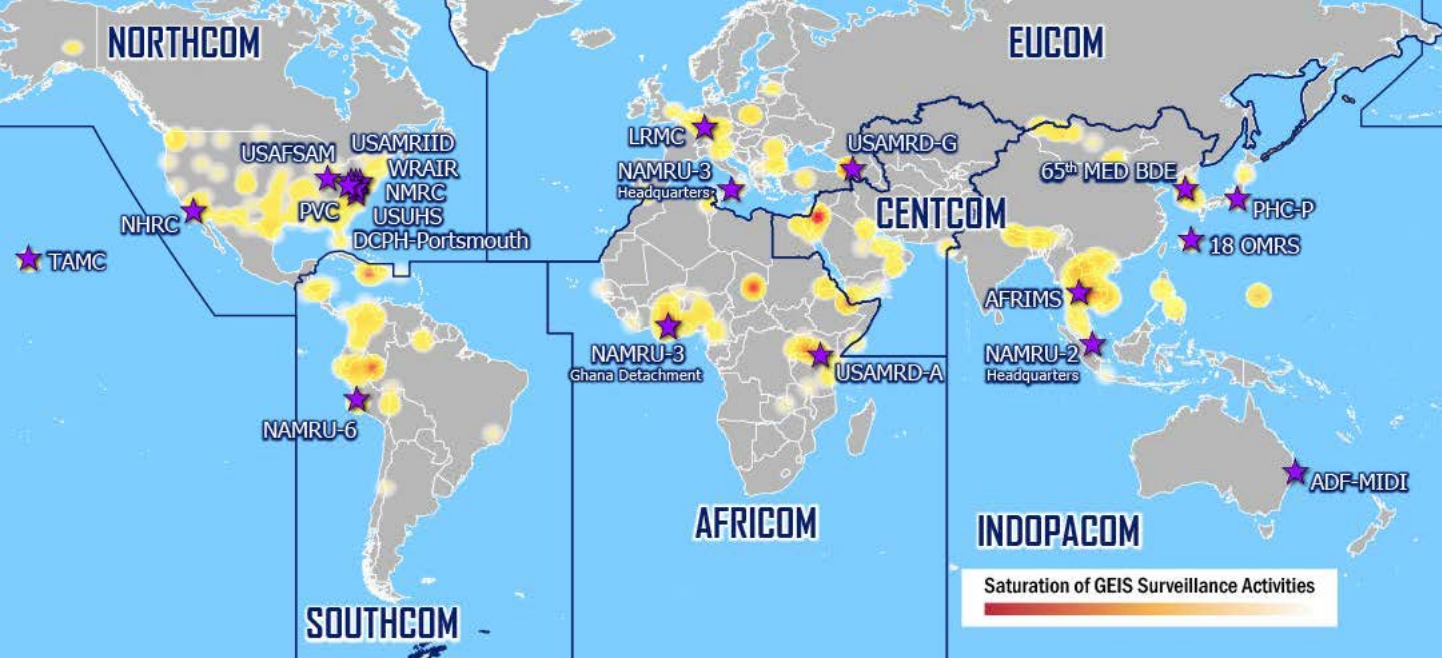 NORTHCOM
EUCOM
USAFSAM
USAMRIID
WRAIR
NMRC
PVC
USUHS
DCPH-Portsmouth
NHRC
TAMC
LRMC
NAMRU-3
Headquarters
USAMRD-G
CENTCOM
65th MED BDE
PHC-P
18 OMRS
AFRIMS
NAMRU-2
Headquarters
NAMRU-3
Ghana Detachment
USAMRD-A
NAMRU-6
ADF-MIDI
AFRICOM
INDOPACOM
SOUTHCOM
Saturation of GEIS Surveillance Activities